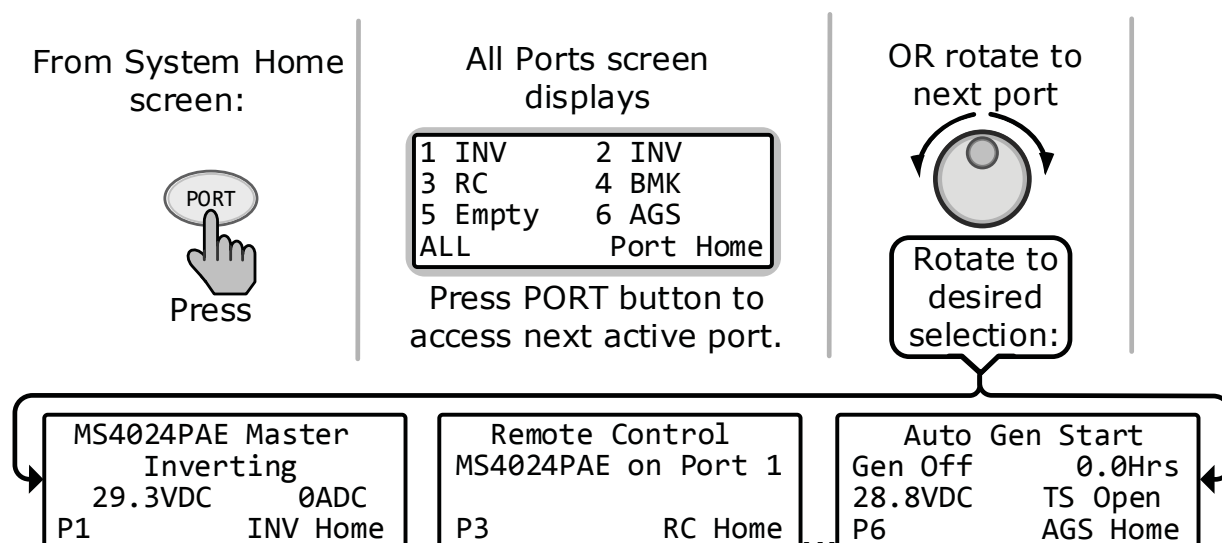 From System Home
screen:
PORT
Press
All Ports screen
displays
1 INV 2 INV
3 RC 4 BMK
5 Empty 6 AGS
ALL Port Home
Press PORT button to
access next active port.
OR rotate to
next port
Rotate to
desired
selection:
MS4024PAE Master
Inverting
29.3VDC 0ADC
P1 INV Home
Remote Control
MS4024PAE on Port 1
P3 RC Home
...
Auto Gen Start
Gen Off 0.0Hrs
28.8VDC TS Open
P6 AGS Home